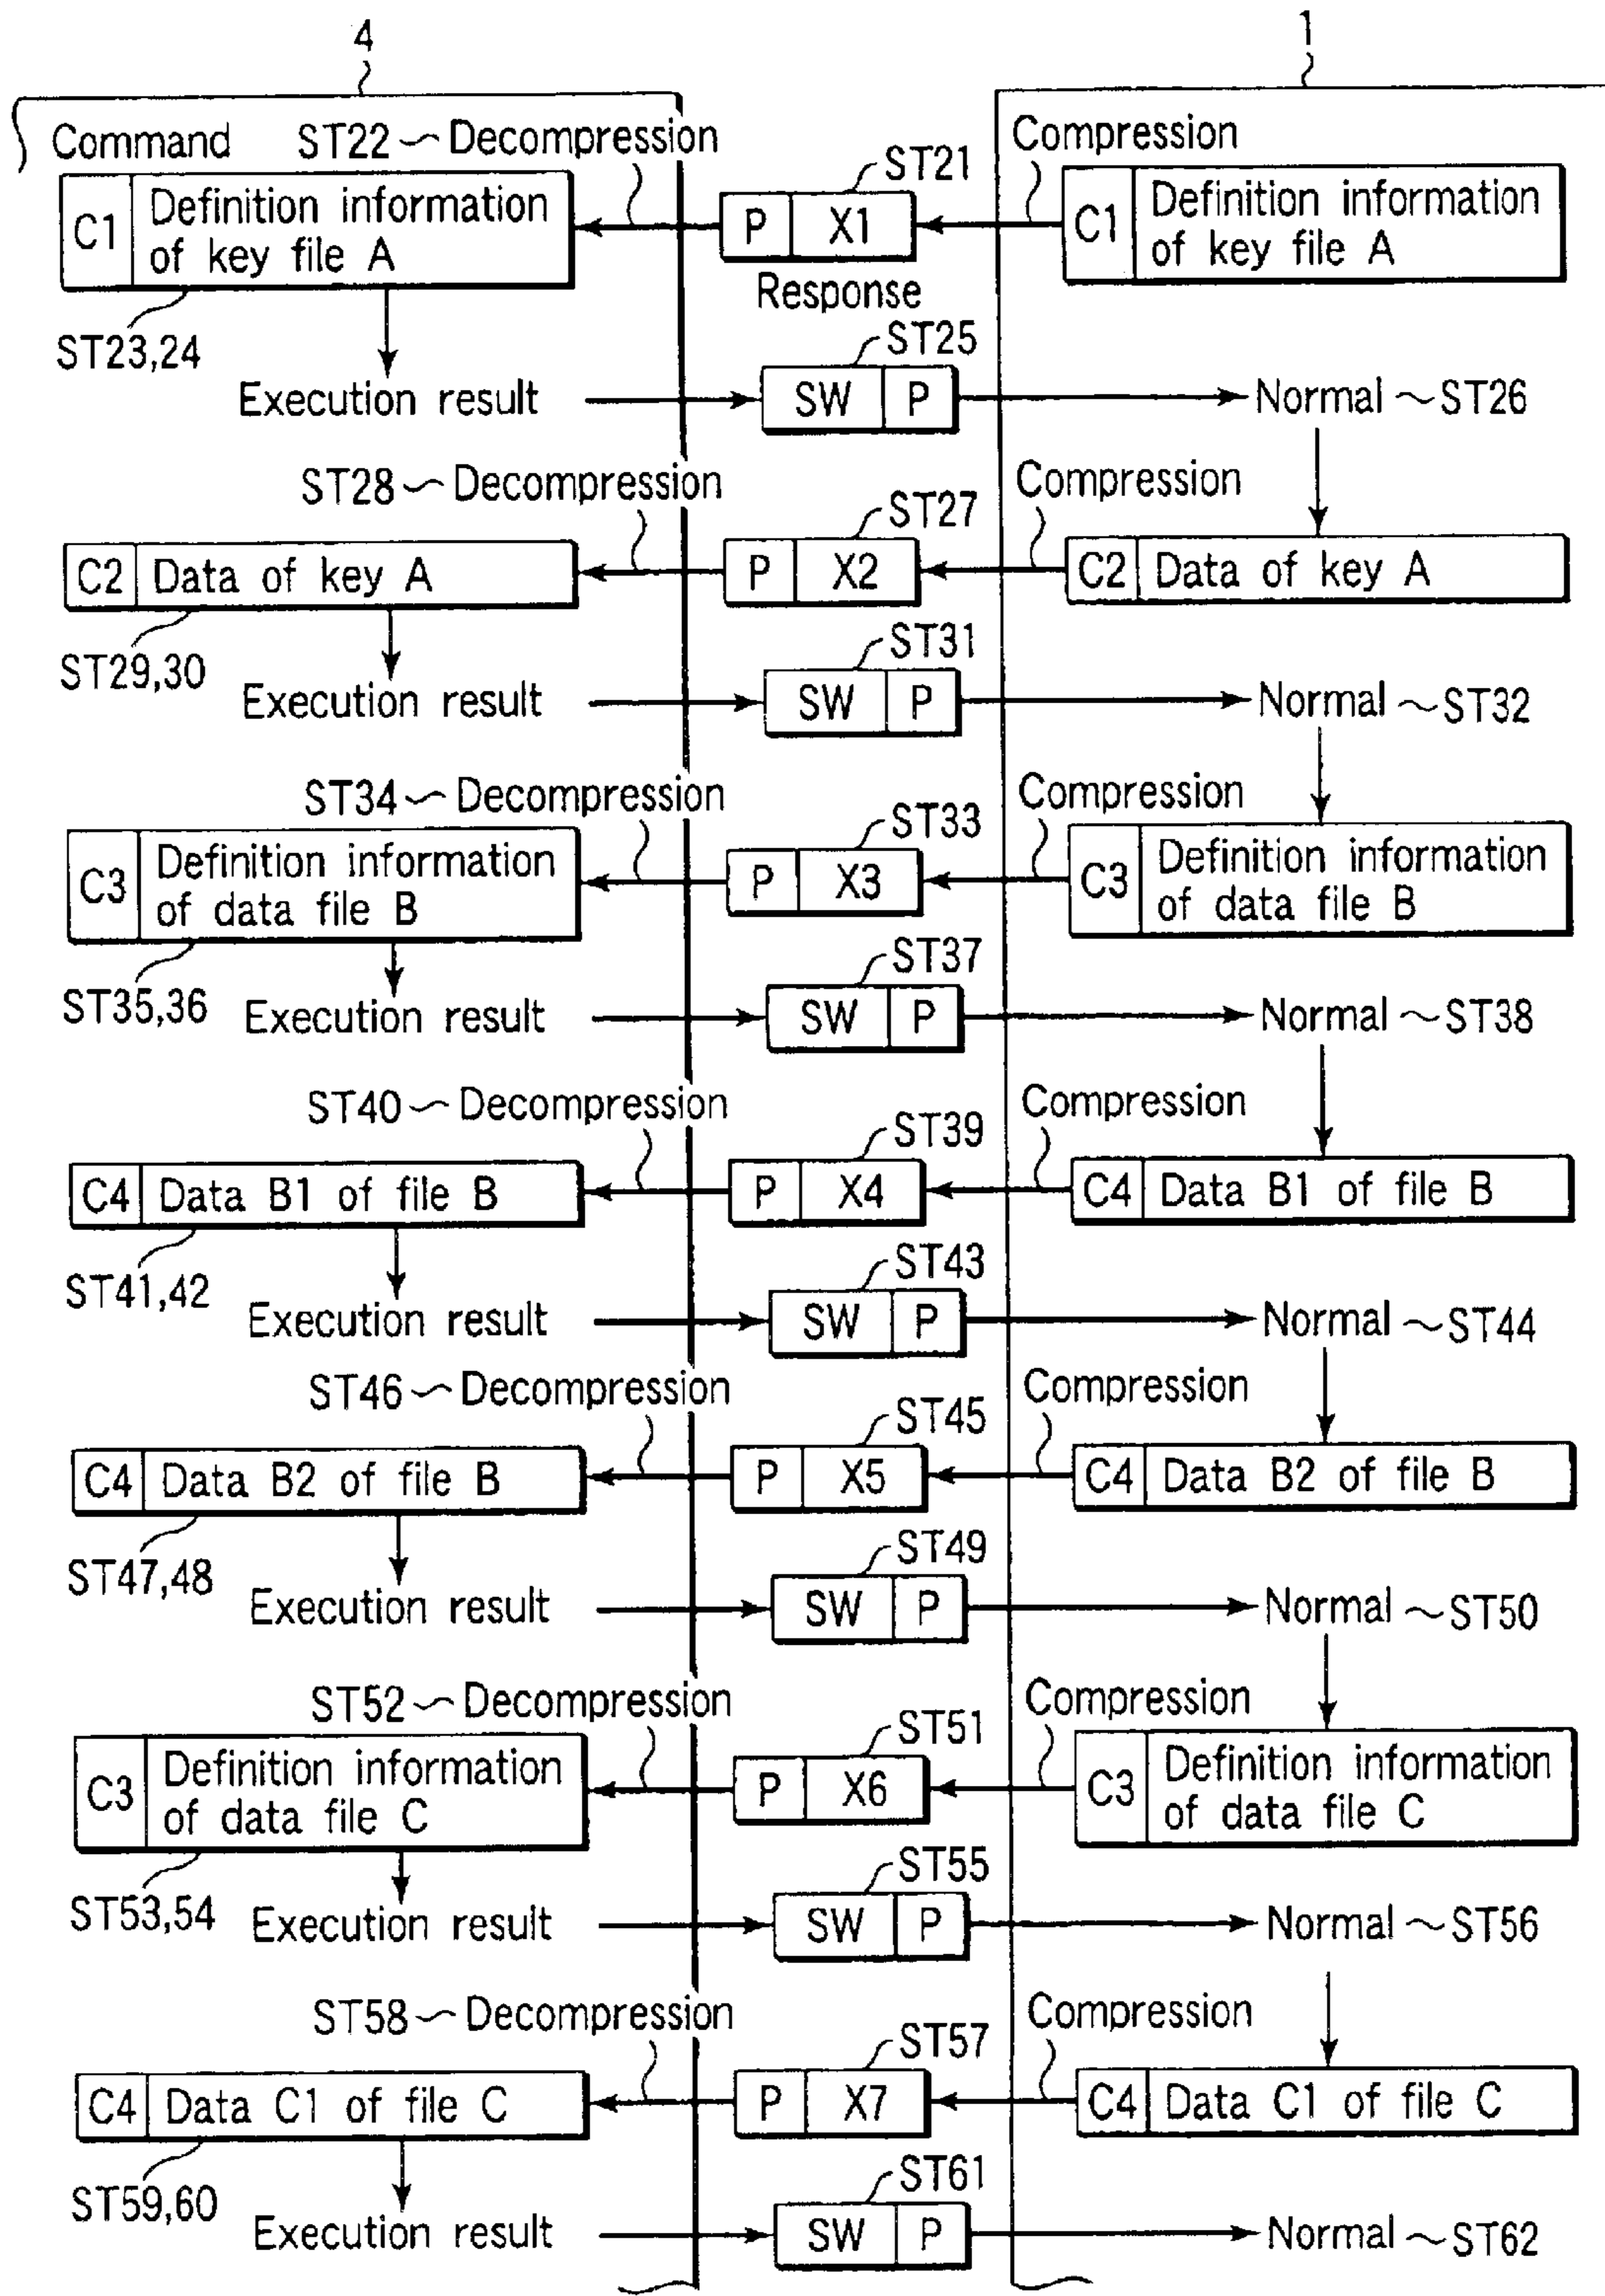 4
1
Command
ST22
Decompression
ST21
Compression
C1
Definition information
of key file A
P
X1
C1
Definition information
of key file A
Response
ST23,24
ST25
Execution result
SW
P
Normal
ST26
ST28
Decompression
ST27
Compression
C2
Data of key A
P
X2
C2
Data of key A
ST29,30
ST31
Execution result
SW
P
Normal
ST32
ST34
Decompression
ST33
Compression
C3
Definition information
of data file B
P
X3
C3
Definition information
of data file B
ST35,36
ST37
Execution result
SW
P
Normal
ST38
ST40
Decompression
ST39
Compression
C4
Data B1 of file B
P
X4
C4
Data B1 of file B
ST41,42
ST43
Execution result
SW
P
Normal
ST44
ST46
Decompression
ST45
Compression
C4
Data B2 of file B
P
X5
C4
Data B2 of file B
ST47,48
ST49
Execution result
SW
P
Normal
ST50
ST52
Decompression
ST51
Compression
C3
Definition information
of data file C
P
X6
C3
Definition information
of data file C
ST53,54
ST55
Execution result
SW
P
Normal
ST56
ST58
Decompression
ST57
Compression
C4
Data C1 of file C
P
X7
C4
Data C1 of file C
ST59,60
ST61
Execution result
SW
P
Normal
ST62